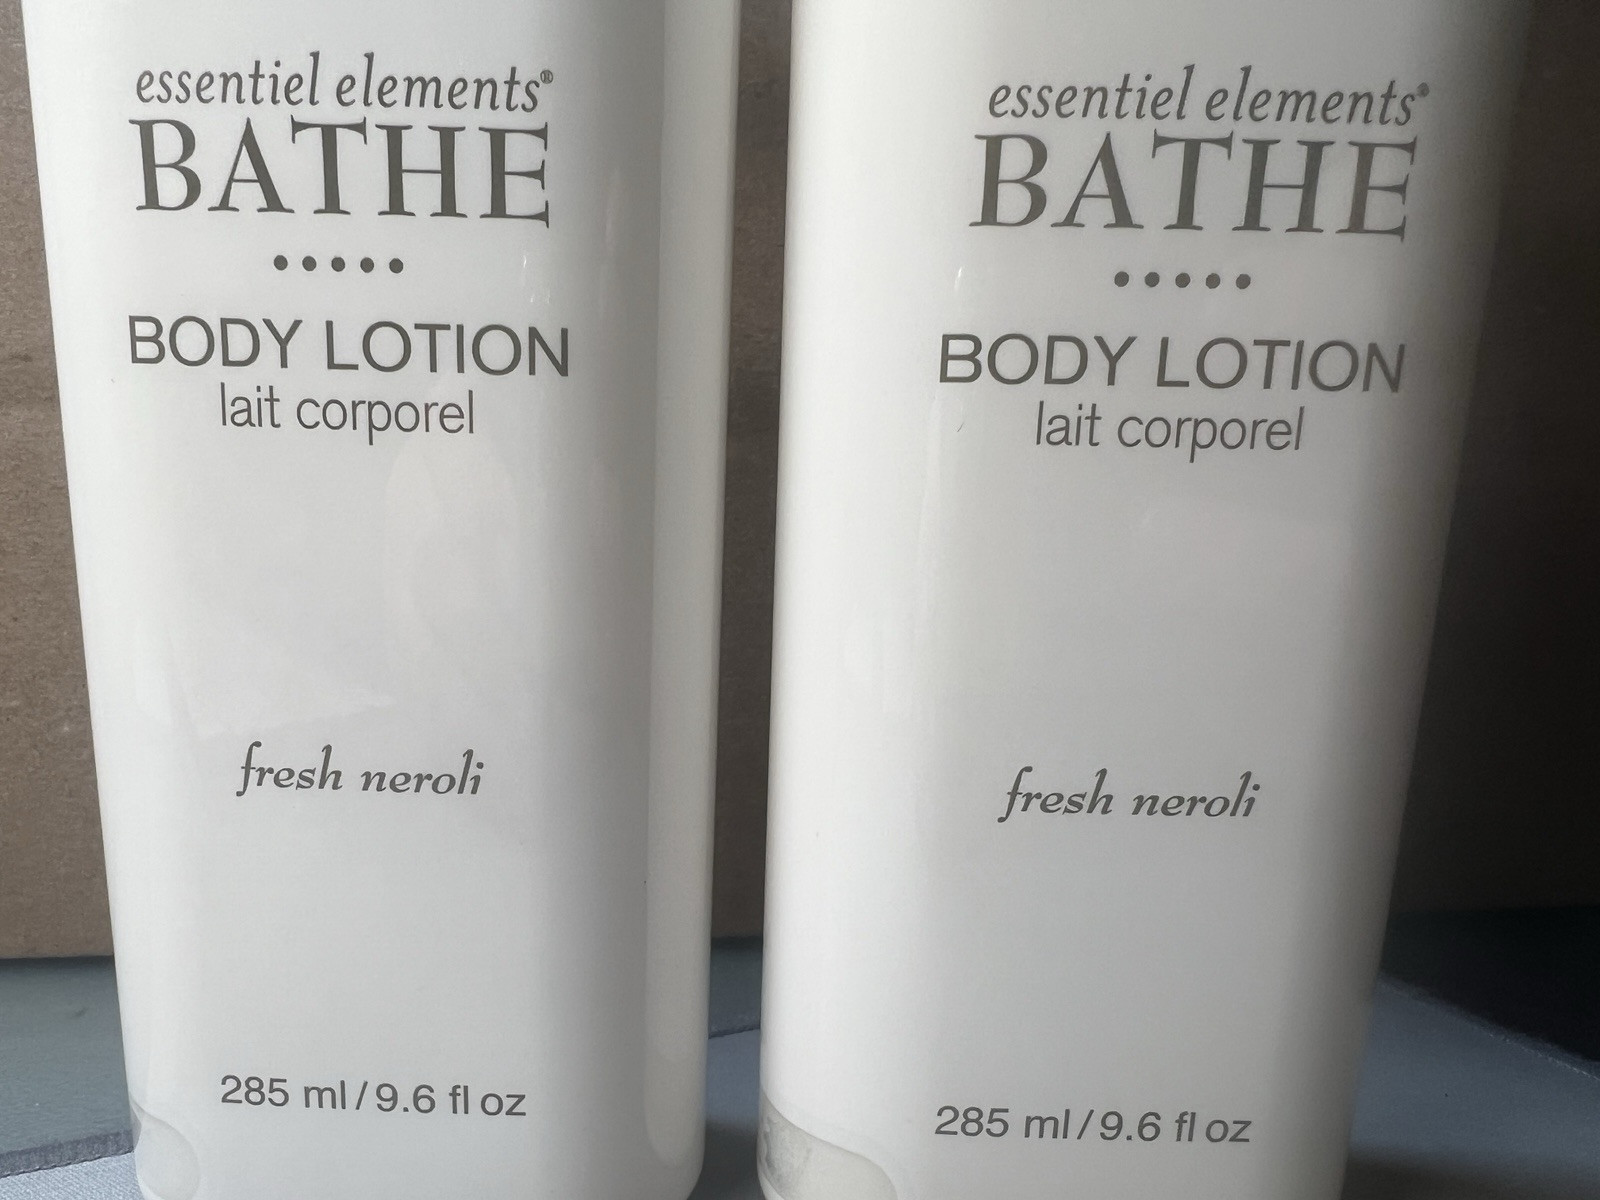 essentiel elements®
BATHE
•••••
BODY LOTION
lait corporel
fresh neroli
285 ml/9.6 fl oz
essentiel elements®
BATHE
•••••
BODY LOTION
lait corporel
fresh neroli
285 ml/9.6 fl oz